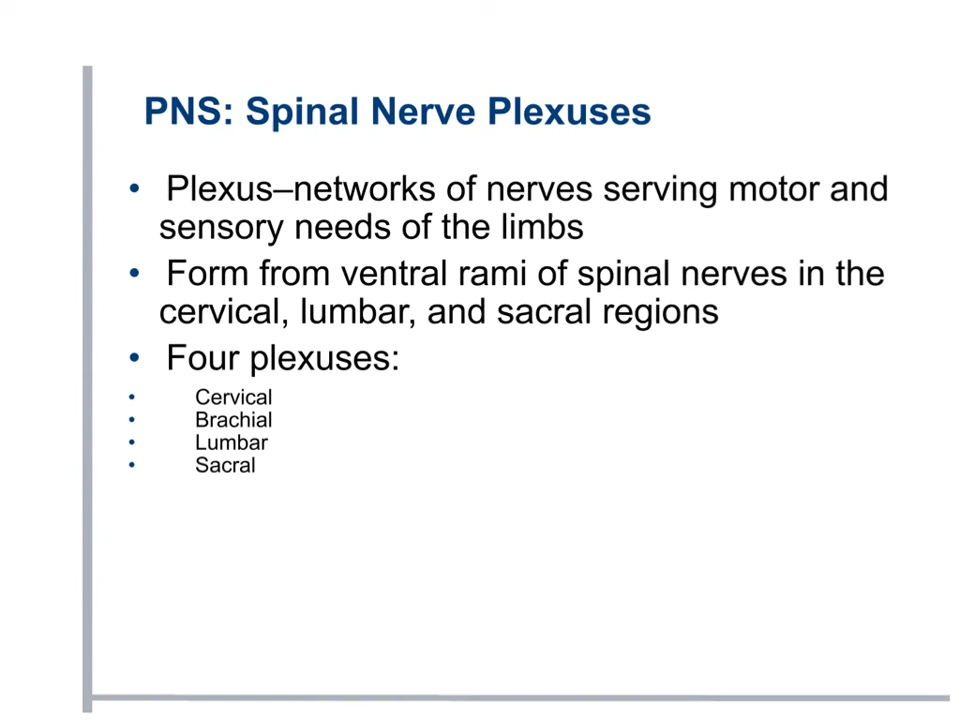 PNS: Spinal Nerve Plexuses
• Plexus–networks of nerves serving motor and
sensory needs of the limbs
• Form from ventral rami of spinal nerves in the
cervical, lumbar, and sacral regions
• Four plexuses:
• Cervical
• Brachial
• Lumbar
• Sacral